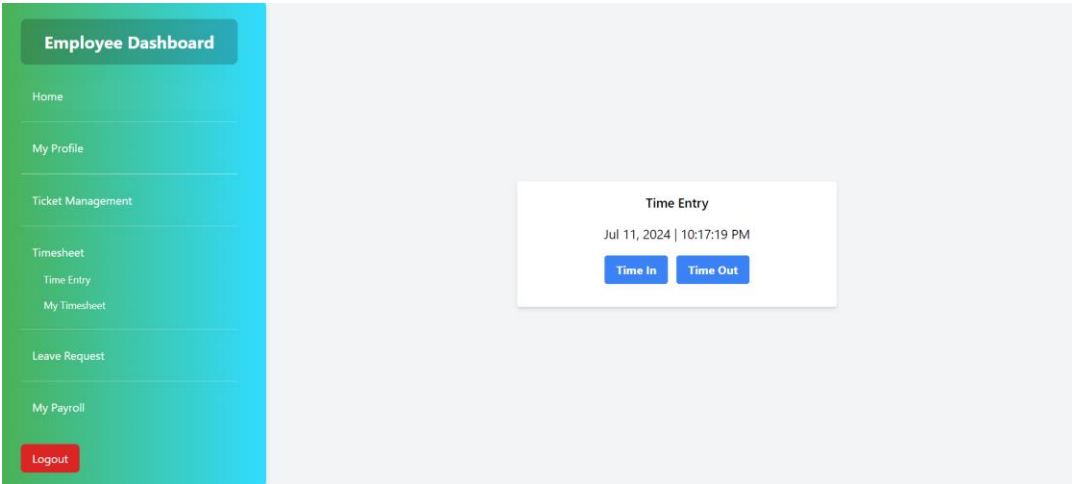 Employee Dashboard
Home
My Profile
Ticket Management
Timesheet
Time Entry
My Timesheet
Leave Request
My Payroll
Logout
Time Entry
Jul 11, 2024 | 10:17:19 PM
Time In Time Out